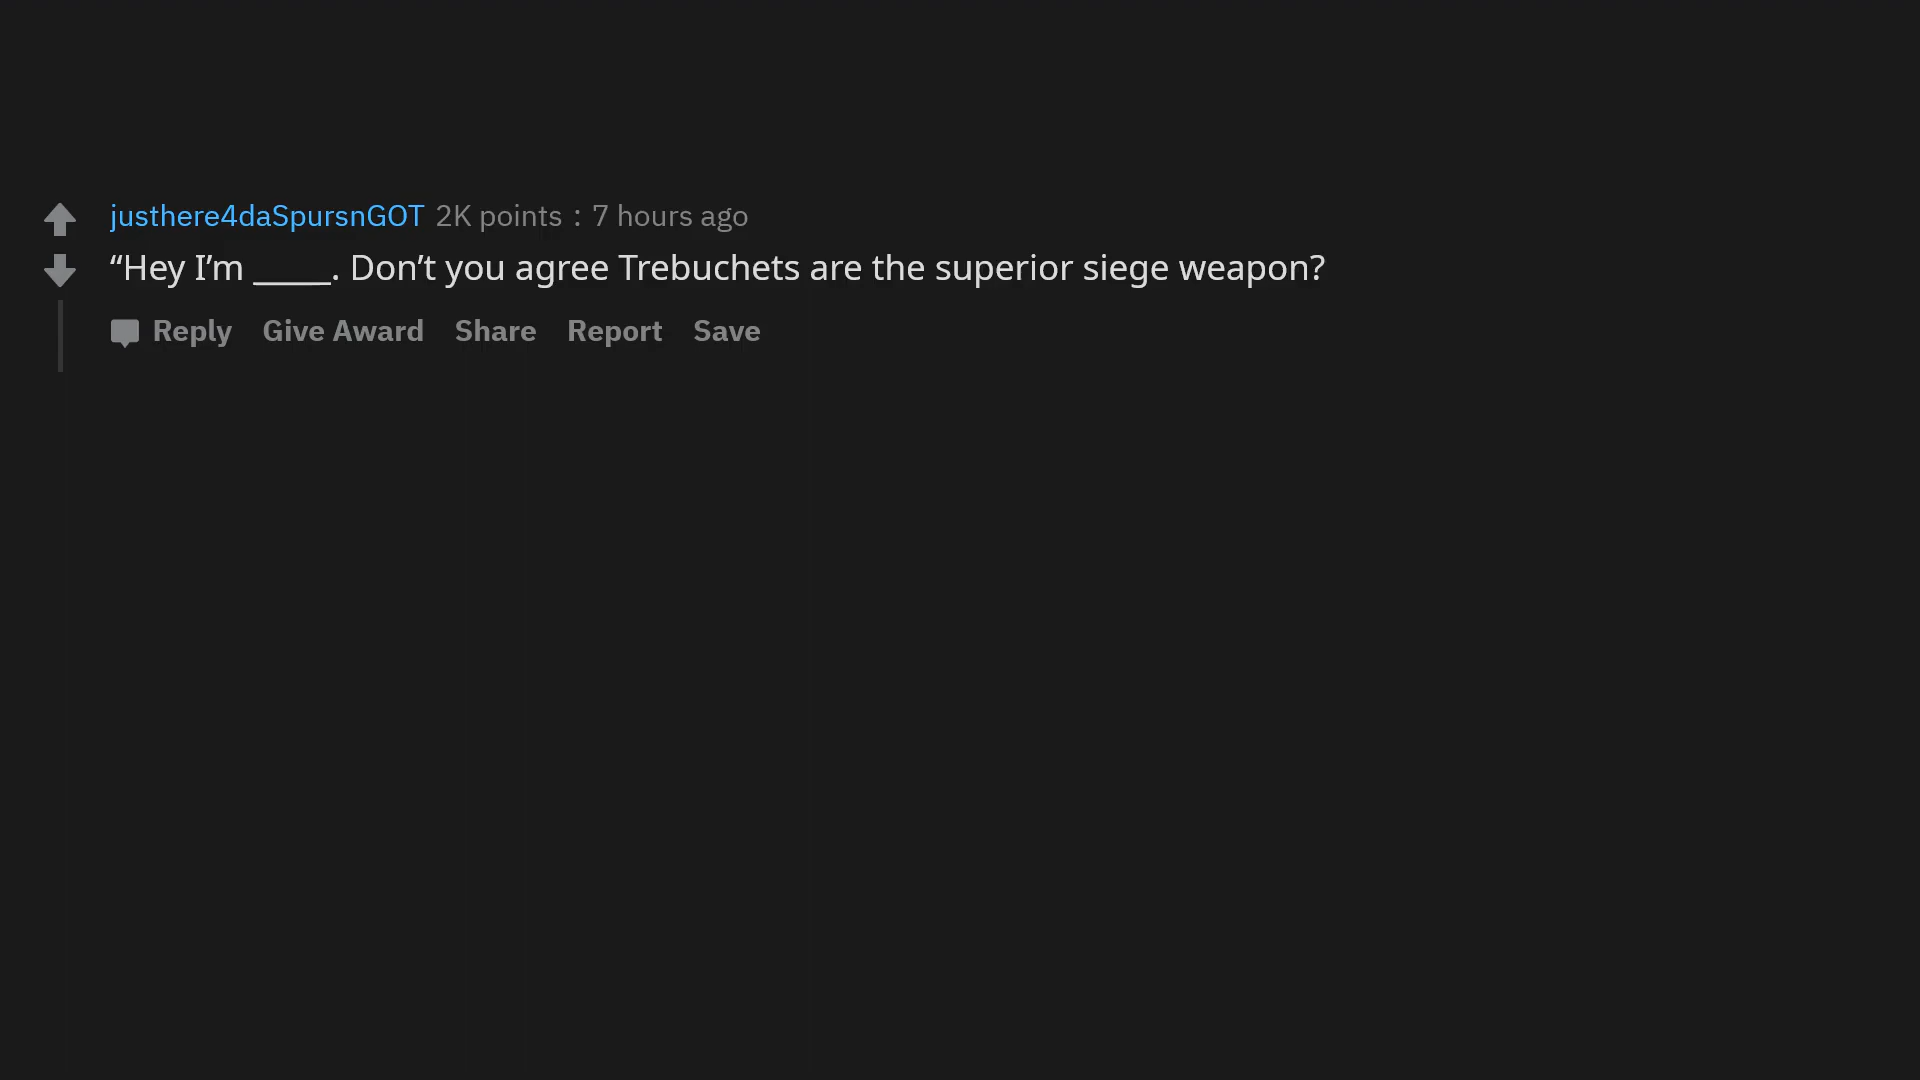 justhere4daSpursnGOT 2K points : 7 hours ago
“Hey I’m _____. Don’t you agree Trebuchets are the superior siege weapon?
Reply Give Award Share Report Save